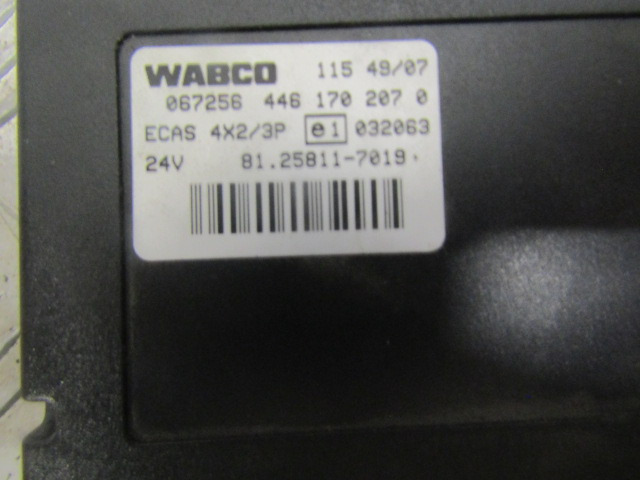 WABCO 115 49/07
067256 446 170 207 0
ECAS 4X2/3P e1 032063
24V 81.25811-7019